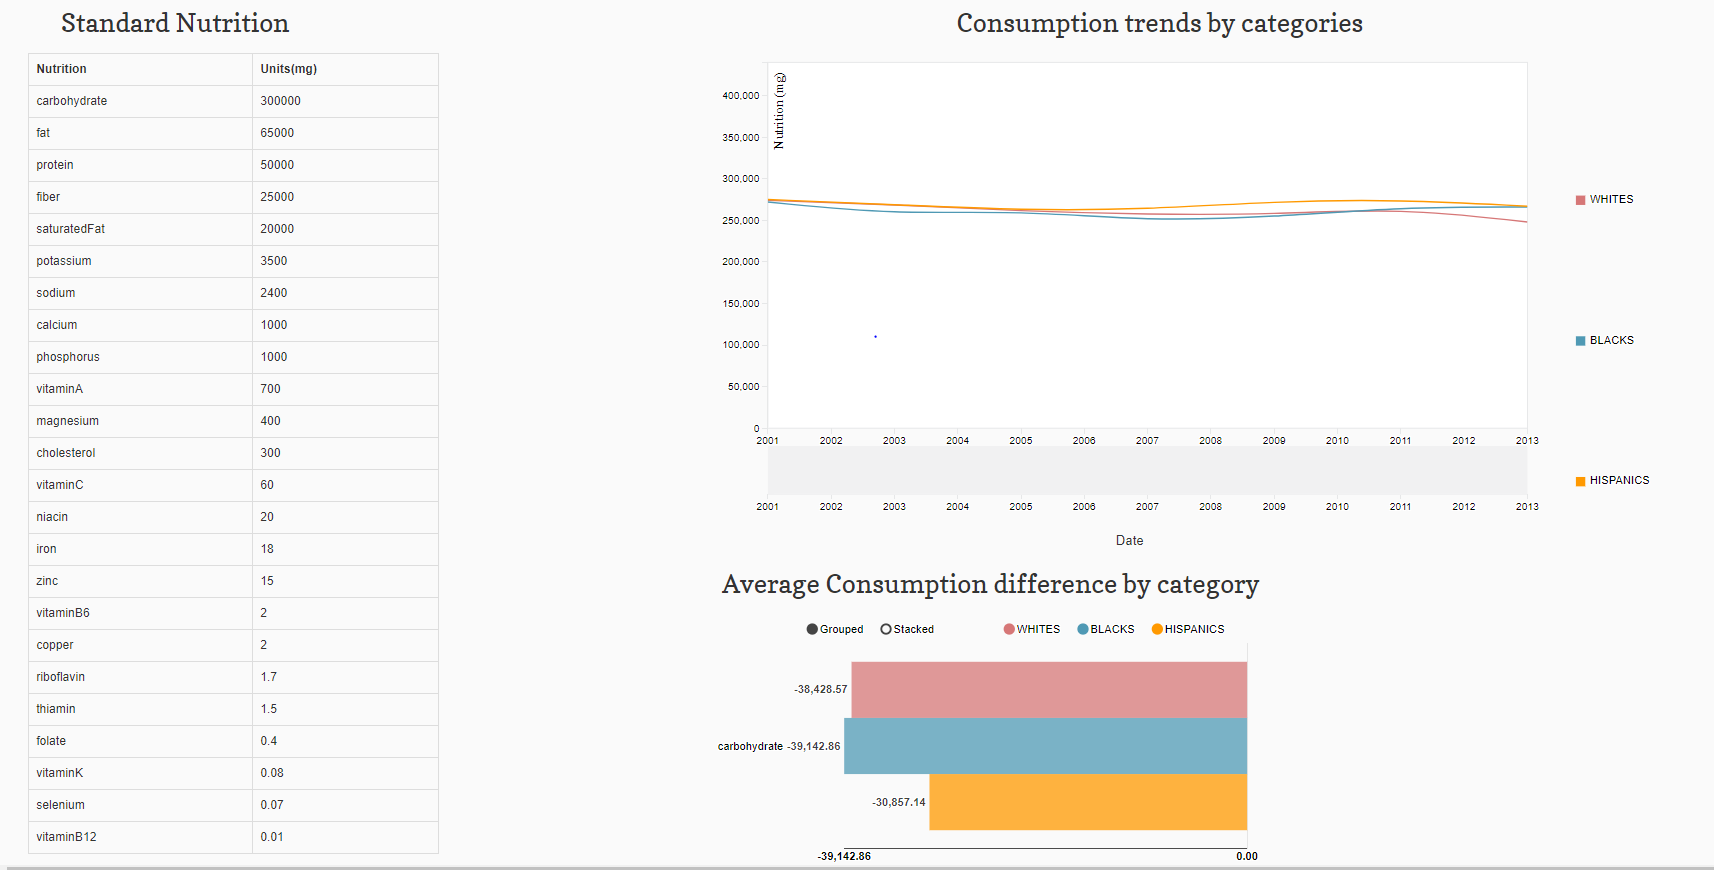 Standard Nutrition
Nutrition Units(mg)
carbohydrate 300000
fat 65000
protein 50000
fiber 25000
saturatedFat 20000
potassium 3500
sodium 2400
calcium 1000
phosphorus 1000
vitaminA 700
magnesium 400
cholesterol 300
vitaminC 60
niacin 20
iron 18
zinc 15
vitaminB6 2
copper 2
riboflavin 1.7
thiamin 1.5
folate 0.4
vitaminK 0.08
selenium 0.07
vitaminB12 0.01
Consumption trends by categories
Nutrition (mg)
400,000
350,000
300,000
250,000
200,000
150,000
100,000
50,000
0
2001 2002 2003 2004 2005 2006 2007 2008 2009 2010 2011 2012 2013
2001 2002 2003 2004 2005 2006 2007 2008 2009 2010 2011 2012 2013
Date
WHITES
BLACKS
HISPANICS
Average Consumption difference by category
Grouped Stacked WHITES BLACKS HISPANICS
-38,428.57
carbohydrate -39,142.86
-30,857.14
-39,142.86 0.00